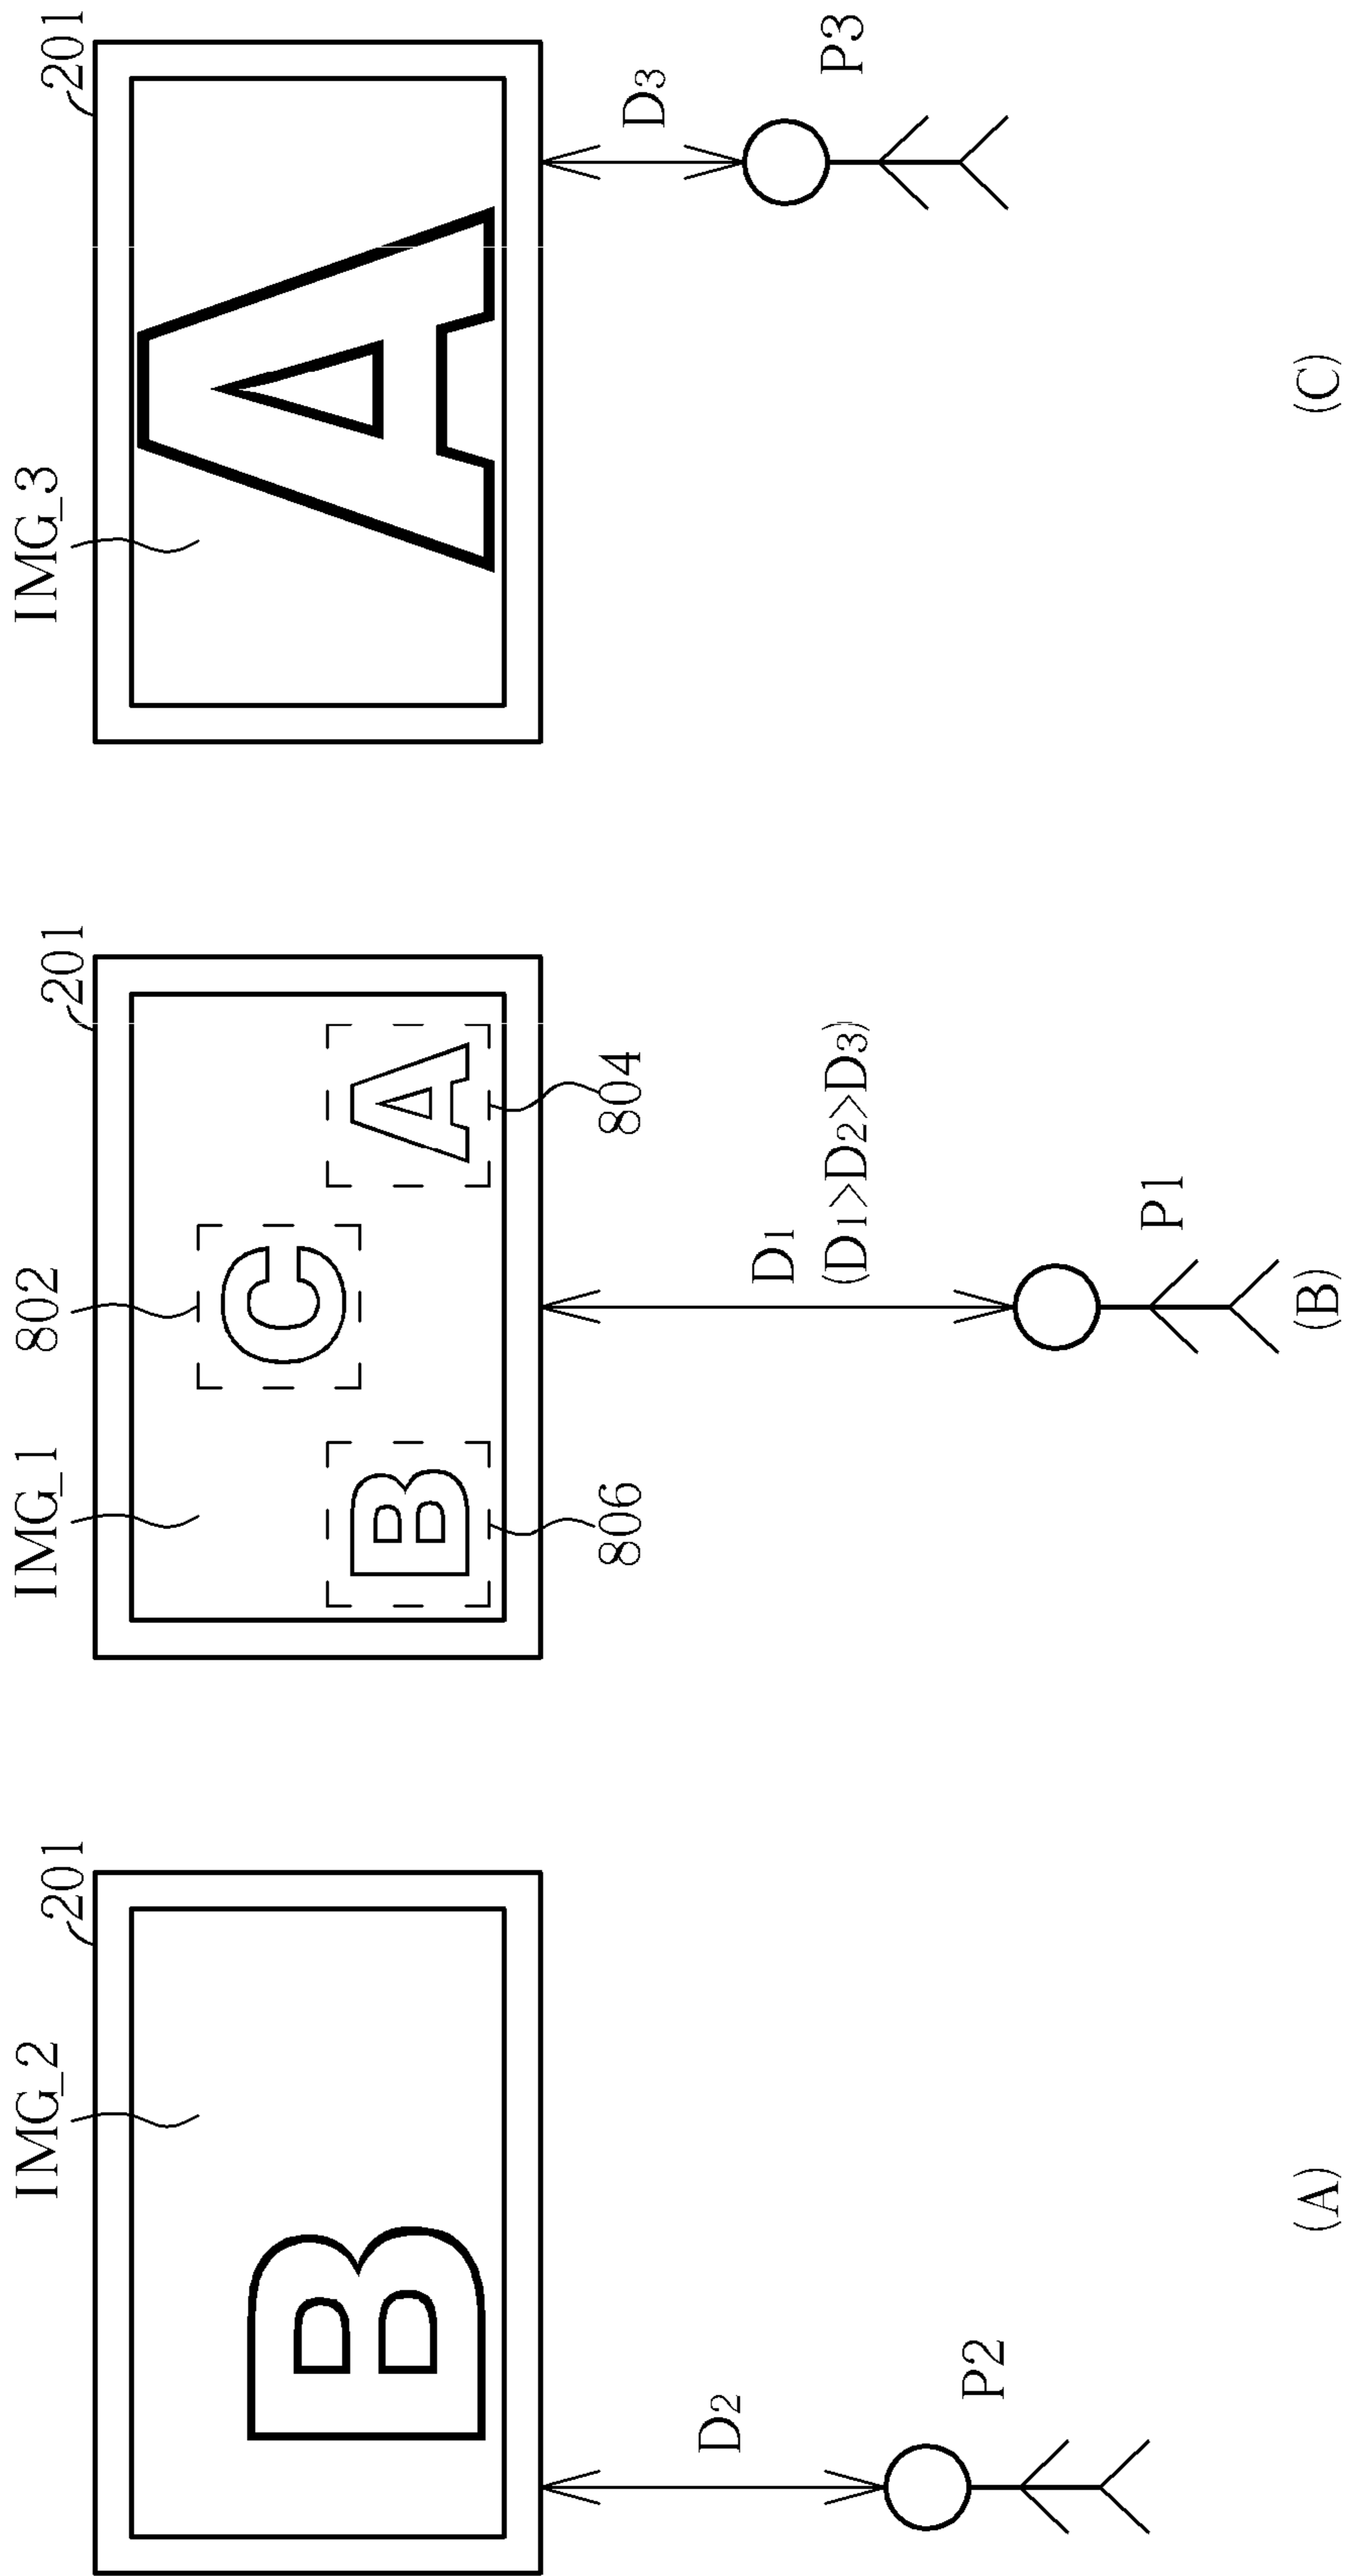 IMG_2
201
B
D2
P2
(A)
IMG_1
802
201
C
B
A
806
804
D1
(D1>D2>D3)
P1
(B)
IMG_3
201
A
D3
P3
(C)